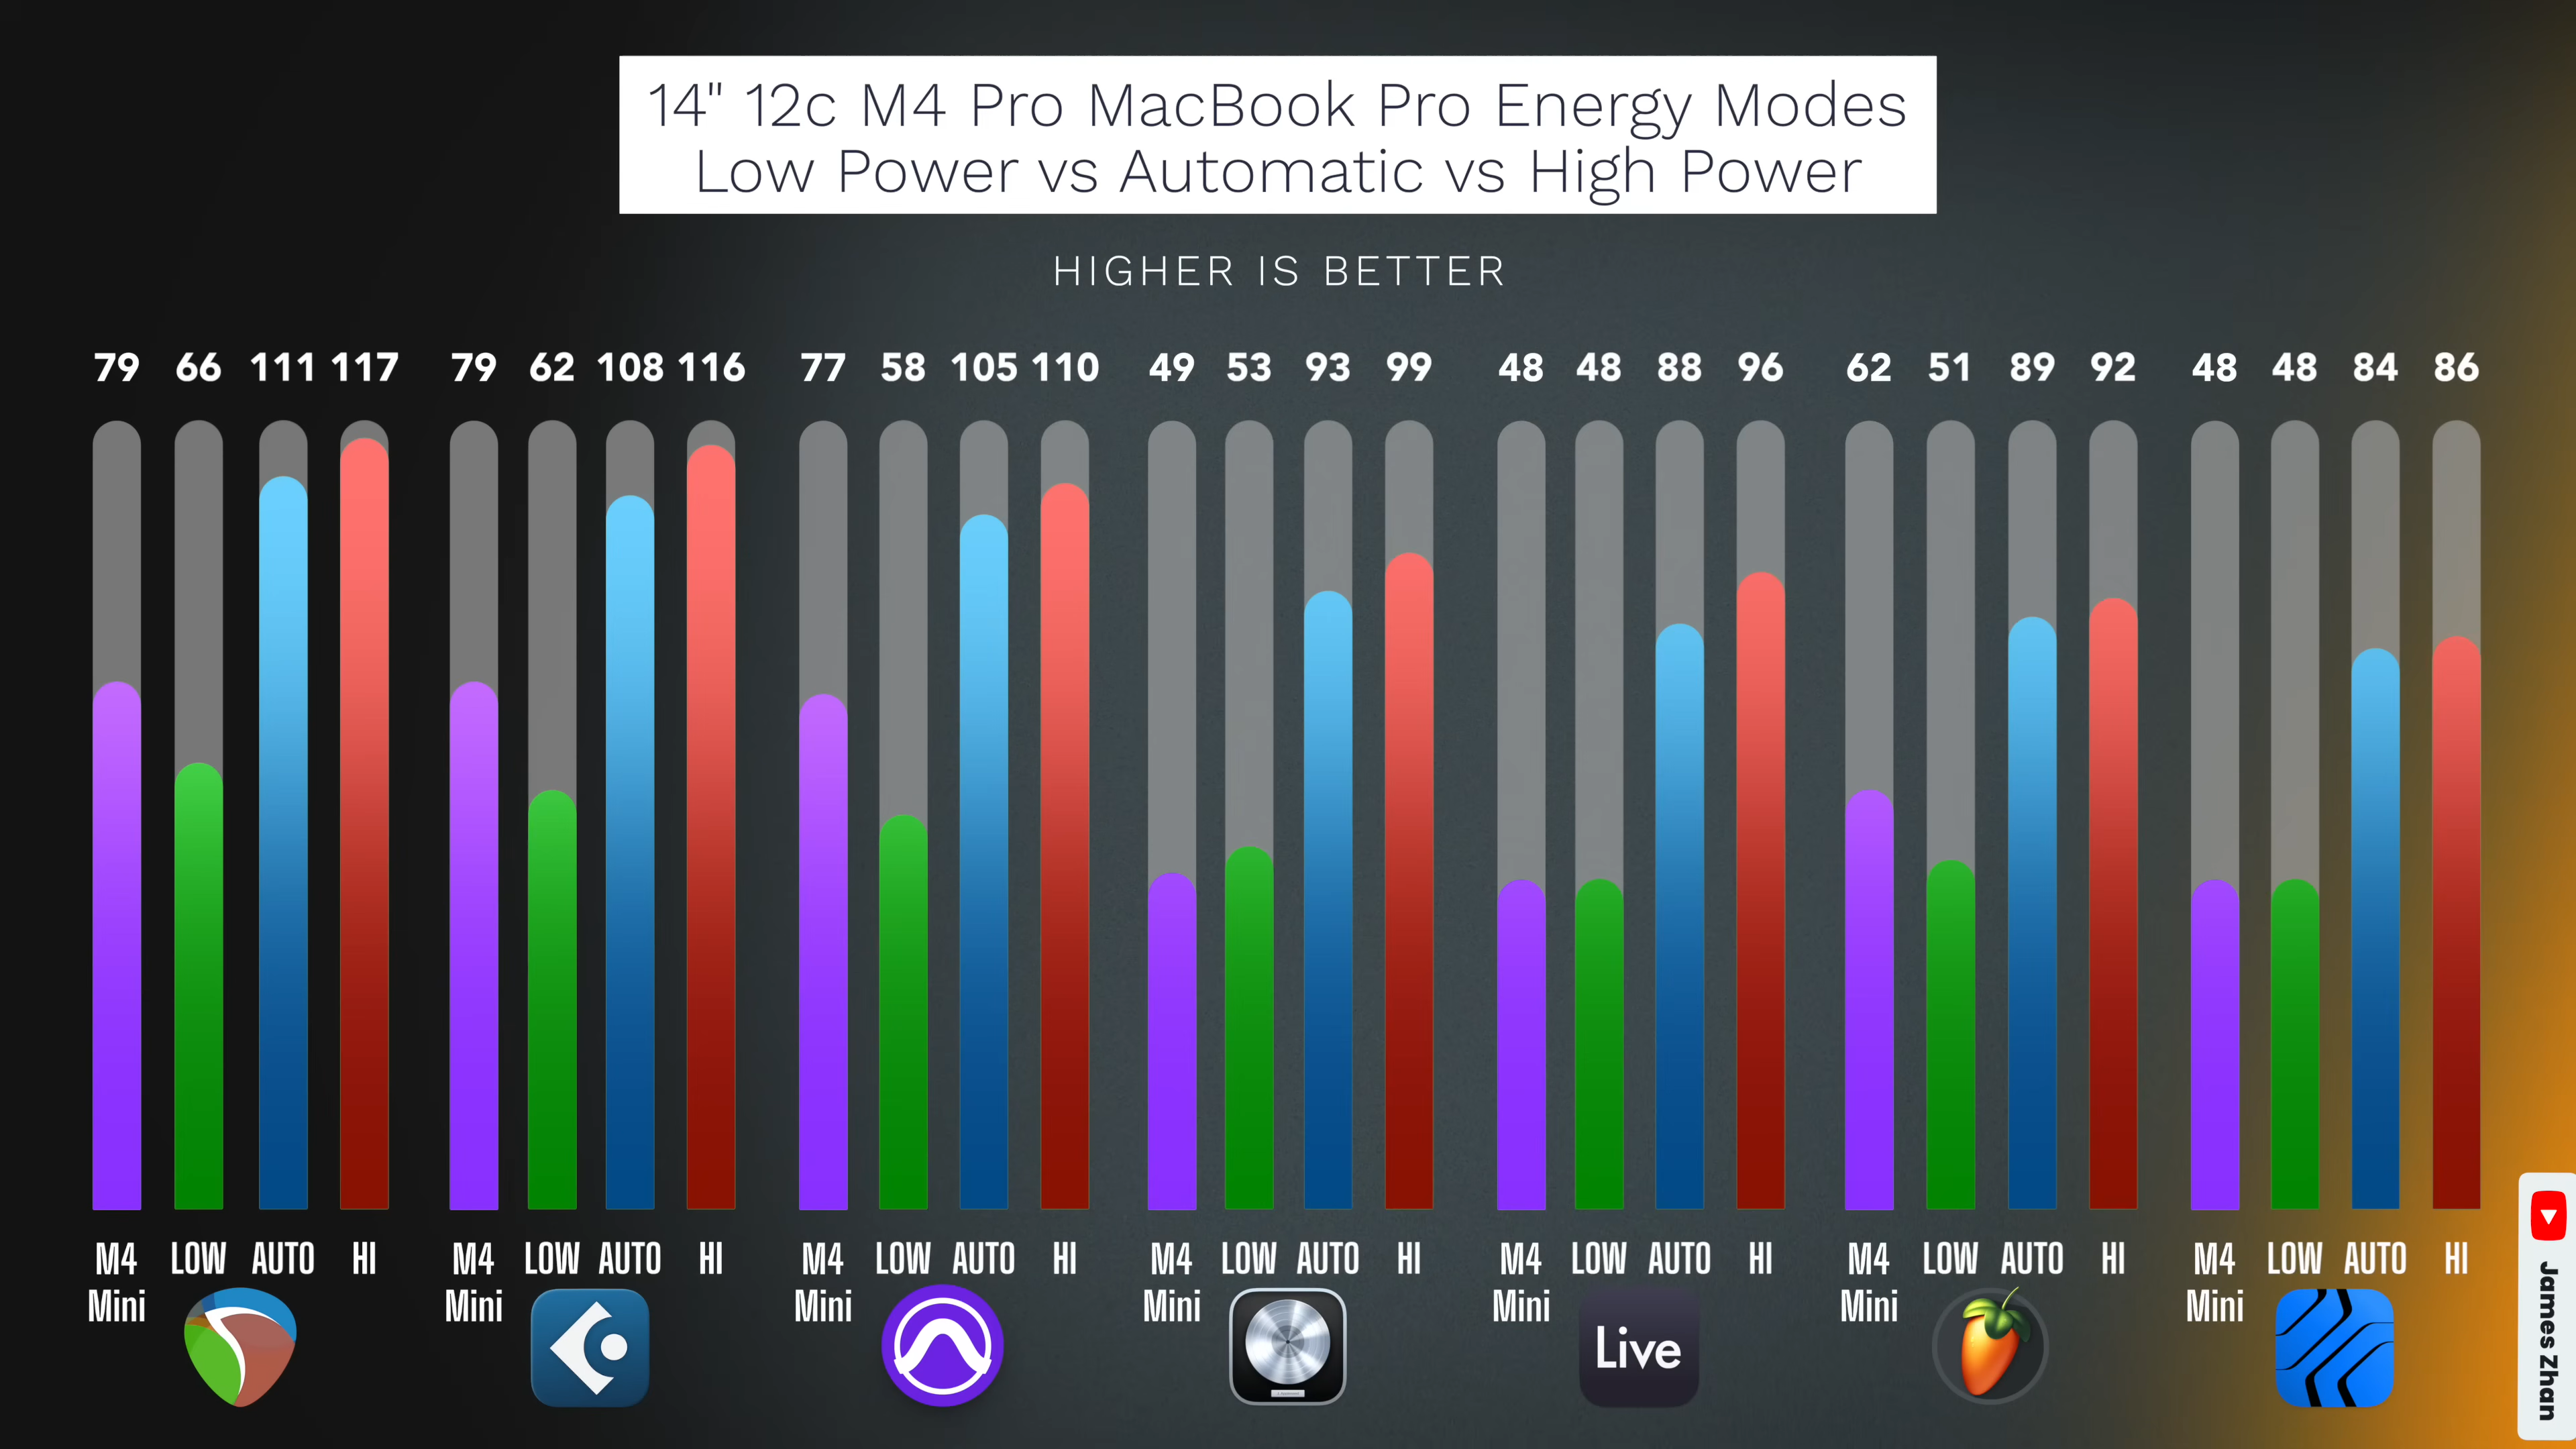 14" 12c M4 Pro MacBook Pro Energy Modes
Low Power vs Automatic vs High Power
HIGHER IS BETTER
79 66 111 117 79 62 108 116 77 58 105 110 49 53 93 99 48 48 88 96 62 51 89 92 48 48 84 86
M4 LOW AUTO HI M4 LOW AUTO HI M4 LOW AUTO HI M4 LOW AUTO HI M4 LOW AUTO HI M4 LOW AUTO HI M4 LOW AUTO HI
Mini Mini Mini Mini Mini Mini Mini
Live
James Zhan